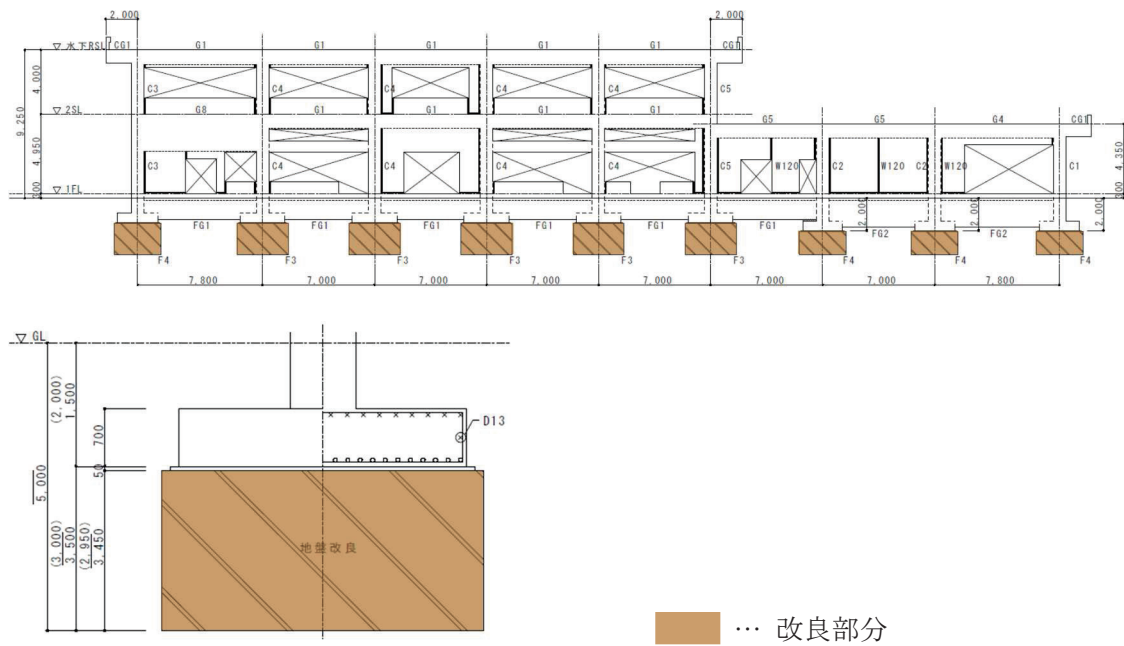 2.000
2.000
▽ 水下RSL
CG1 G1 G1 G1 G1 G1 CG1
4.000
C3 C4 C4 C4 C4 C5
▽ 2SL
G8 G1 G1 G1 G1
G5 G5 G4 CG1
9.250
4.950
4.350
C3 C4 C4 C4 C4 C5 W120 C2 W120 C2 W120 C1
300
▽ 1FL
300
2.000 2.000 2.000
FG1 FG1 FG1 FG1 FG1 FG1 FG2 FG2
F4 F3 F3 F3 F3 F3 F4 F4 F4
7.800 7.000 7.000 7.000 7.000 7.000 7.000 7.800
▽ GL
(2,000)
1,500
700
D13
50
5,000
(3,000)
3,500
(2,950)
3,450
地盤改良
… 改良部分